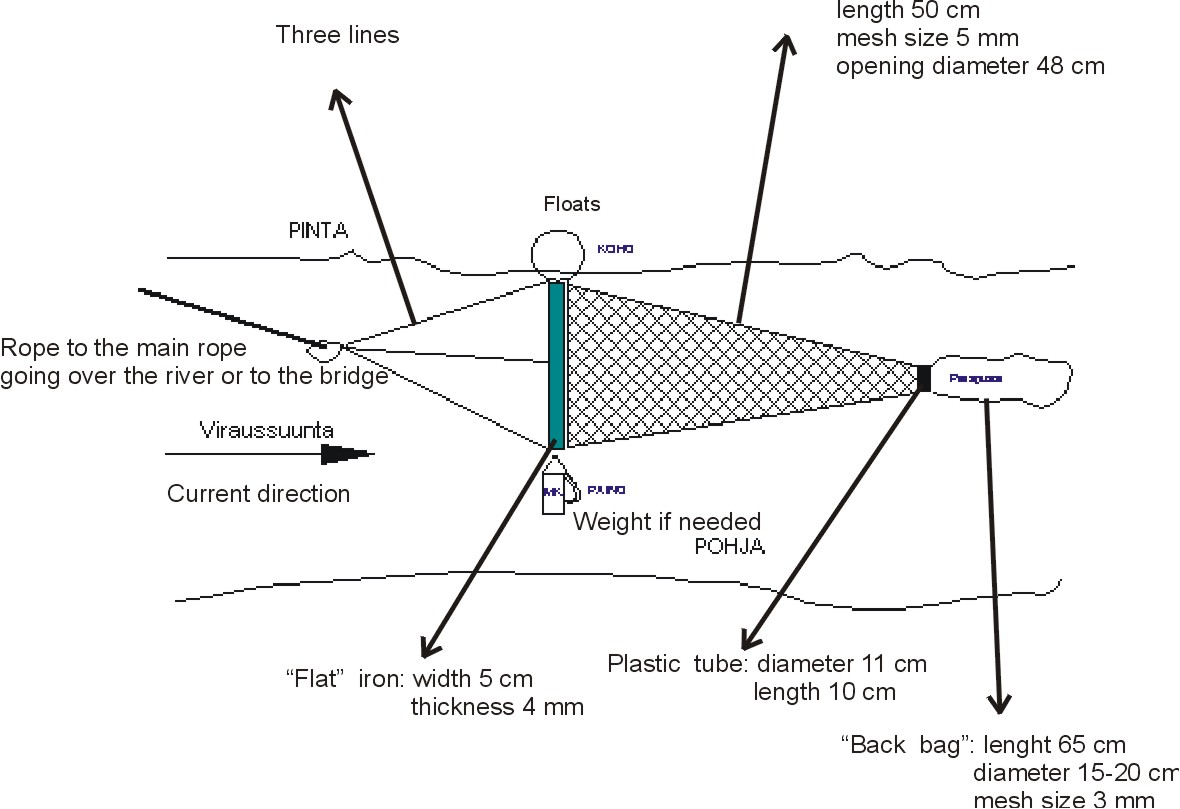 length 50 cm
mesh size 5 mm
opening diameter 48 cm
Three lines
Floats
PINTA
KOHO
Rope to the main rope
going over the river or to the bridge
Viraussuunta
Current direction
PAINO
Weight if needed
POHJA
“Flat” iron: width 5 cm
thickness 4 mm
Plastic tube: diameter 11 cm
length 10 cm
“Back bag”: lenght 65 cm
diameter 15-20 cm
mesh size 3 mm